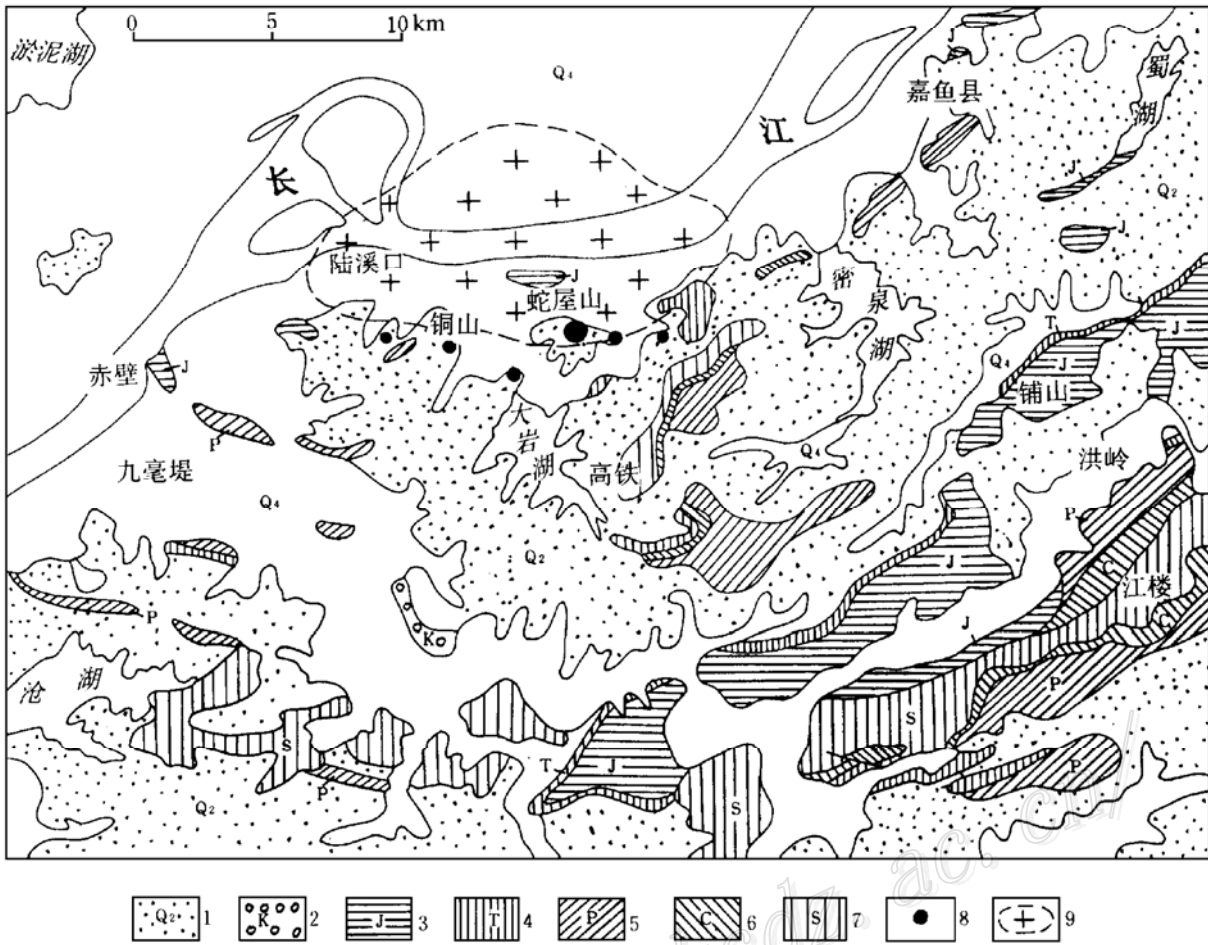 0 5 10 km
淤泥湖
Q₄
嘉鱼县
J
蜀湖
长江
J
Q₂
J
陆溪口
J
蛇屋山
密泉湖
铜山
T
J
J
赤壁
J
Q₄
铺山
大岩湖
P
高铁
Q₄
洪岭
九毫堤
Q₄
P
Q₂
J
C
江楼
P
K
J
C
沧湖
P
S
S
T
J
P
P
Q₂
S
Q₂ 1
K 2
J 3
T 4
P 5
C 6
S 7
8
+ 9
ac. cn/